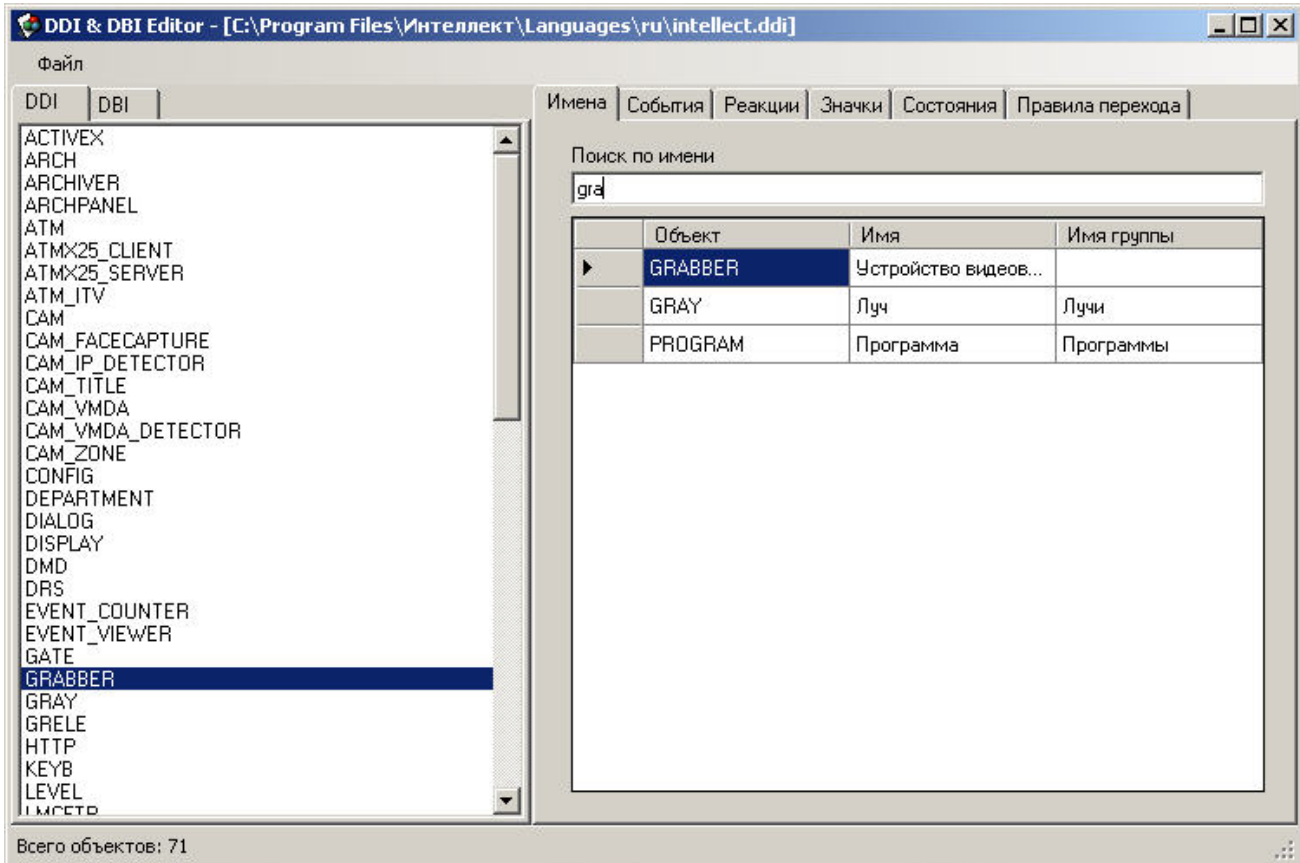 DDI & DBI Editor - [C:\Program Files\Интеллект\Languages\ru\intellect.ddi]
Файл
DDI DBI
ACTIVEX
ARCH
ARCHIVER
ARCHPANEL
ATM
ATMX25_CLIENT
ATMX25_SERVER
ATM_ITV
CAM
CAM_FACECAPTURE
CAM_IP_DETECTOR
CAM_TITLE
CAM_VMDA
CAM_VMDA_DETECTOR
CAM_ZONE
CONFIG
DEPARTMENT
DIALOG
DISPLAY
DMD
DRS
EVENT_COUNTER
EVENT_VIEWER
GATE
GRABBER
GRAY
GRELE
HTTP
KEYB
LEVEL
Имена События Реакции Значки Состояния Правила перехода
Поиск по имени
gra
Объект Имя Имя группы
GRABBER Устройство видеов...
GRAY Луч Лучи
PROGRAM Программа Программы
Всего объектов: 71